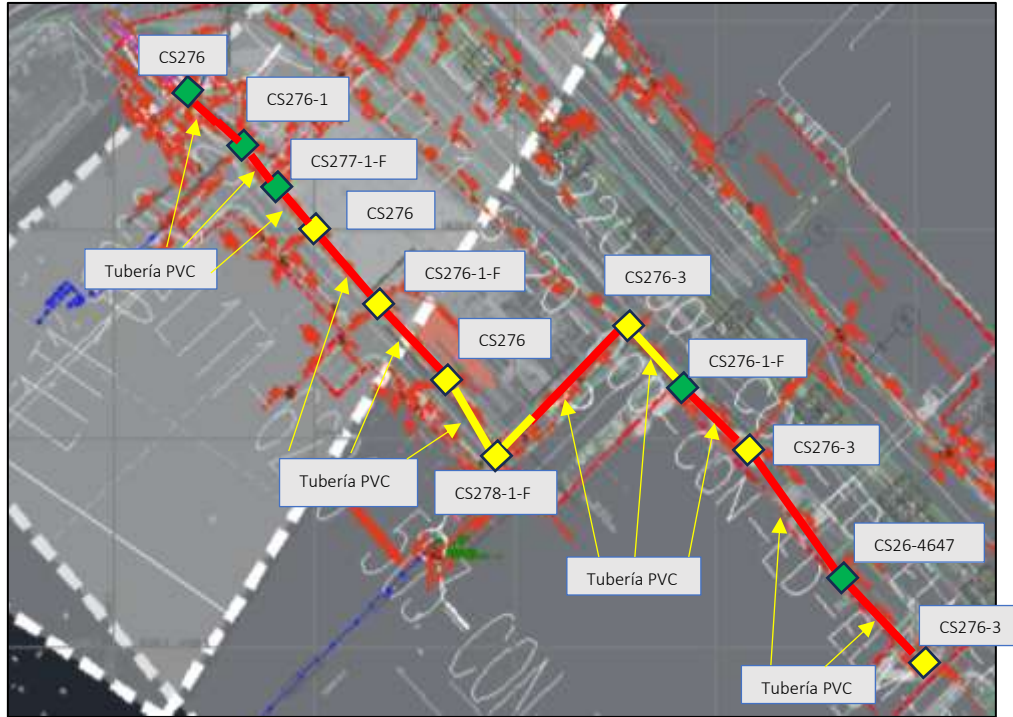 CS276
CS276-1
CS277-1-F
CS276
Tubería PVC
CS276-1-F
CS276-3
CS276
CS276-1-F
CS276-3
Tubería PVC
CS278-1-F
CS26-4647
Tubería PVC
CS276-3
Tubería PVC